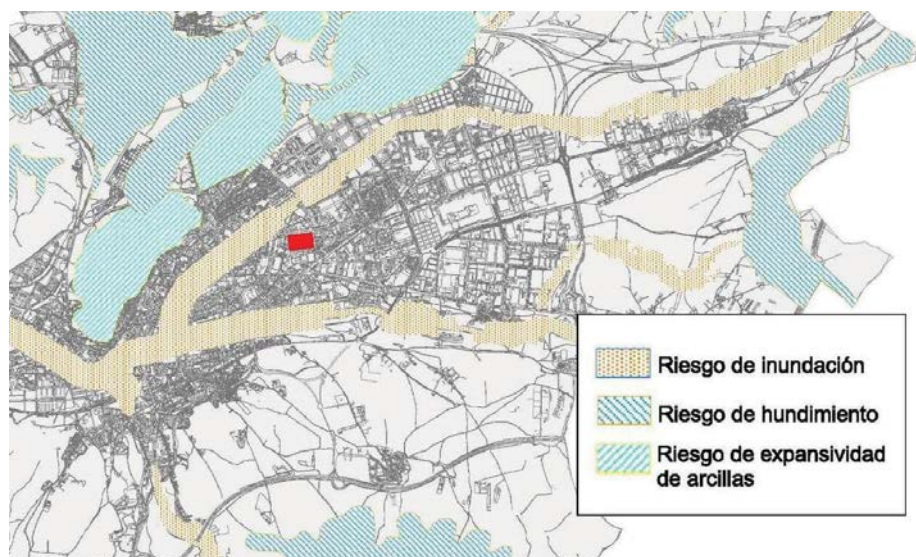 Riesgo de inundación
Riesgo de hundimiento
Riesgo de expansividad
de arcillas